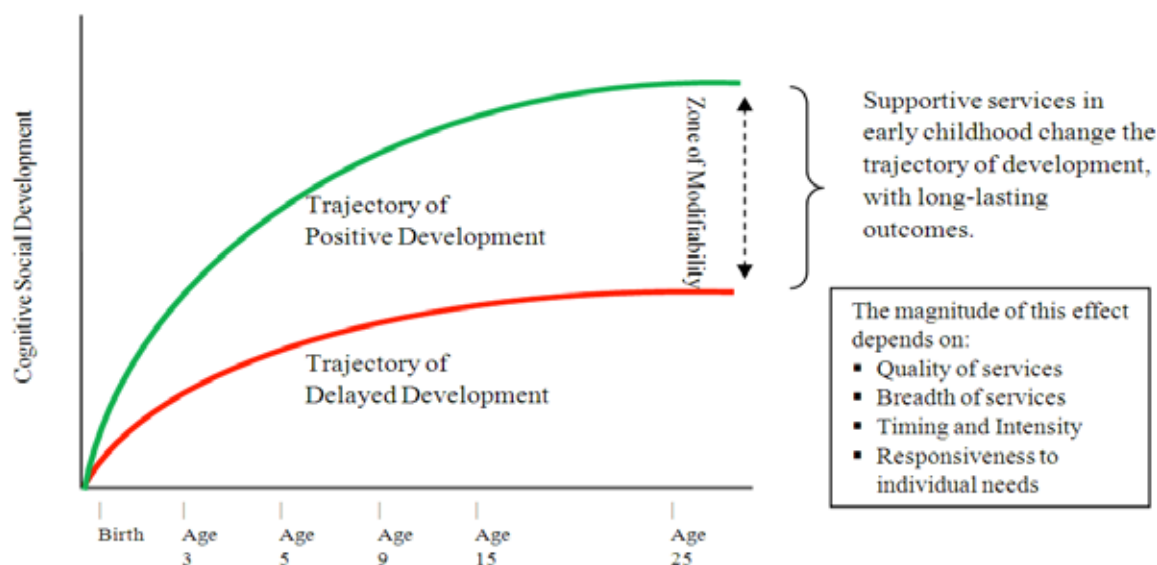 Cognitive Social Development
Trajectory of
Positive Development
Trajectory of
Delayed Development
Zone of Modifiability
Birth
Age
3
Age
5
Age
9
Age
15
Age
25
Supportive services in
early childhood change the
trajectory of development,
with long-lasting
outcomes.
The magnitude of this effect
depends on:
▪ Quality of services
▪ Breadth of services
▪ Timing and Intensity
▪ Responsiveness to
individual needs